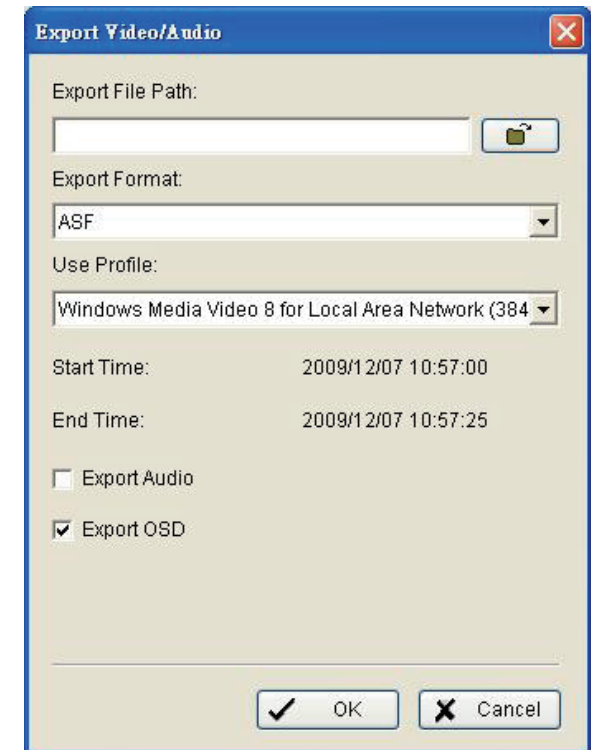 Export Video/Audio
Export File Path:
Export Format:
ASF
Use Profile:
Windows Media Video 8 for Local Area Network (384
Start Time: 2009/12/07 10:57:00
End Time: 2009/12/07 10:57:25
Export Audio
Export OSD
OK Cancel